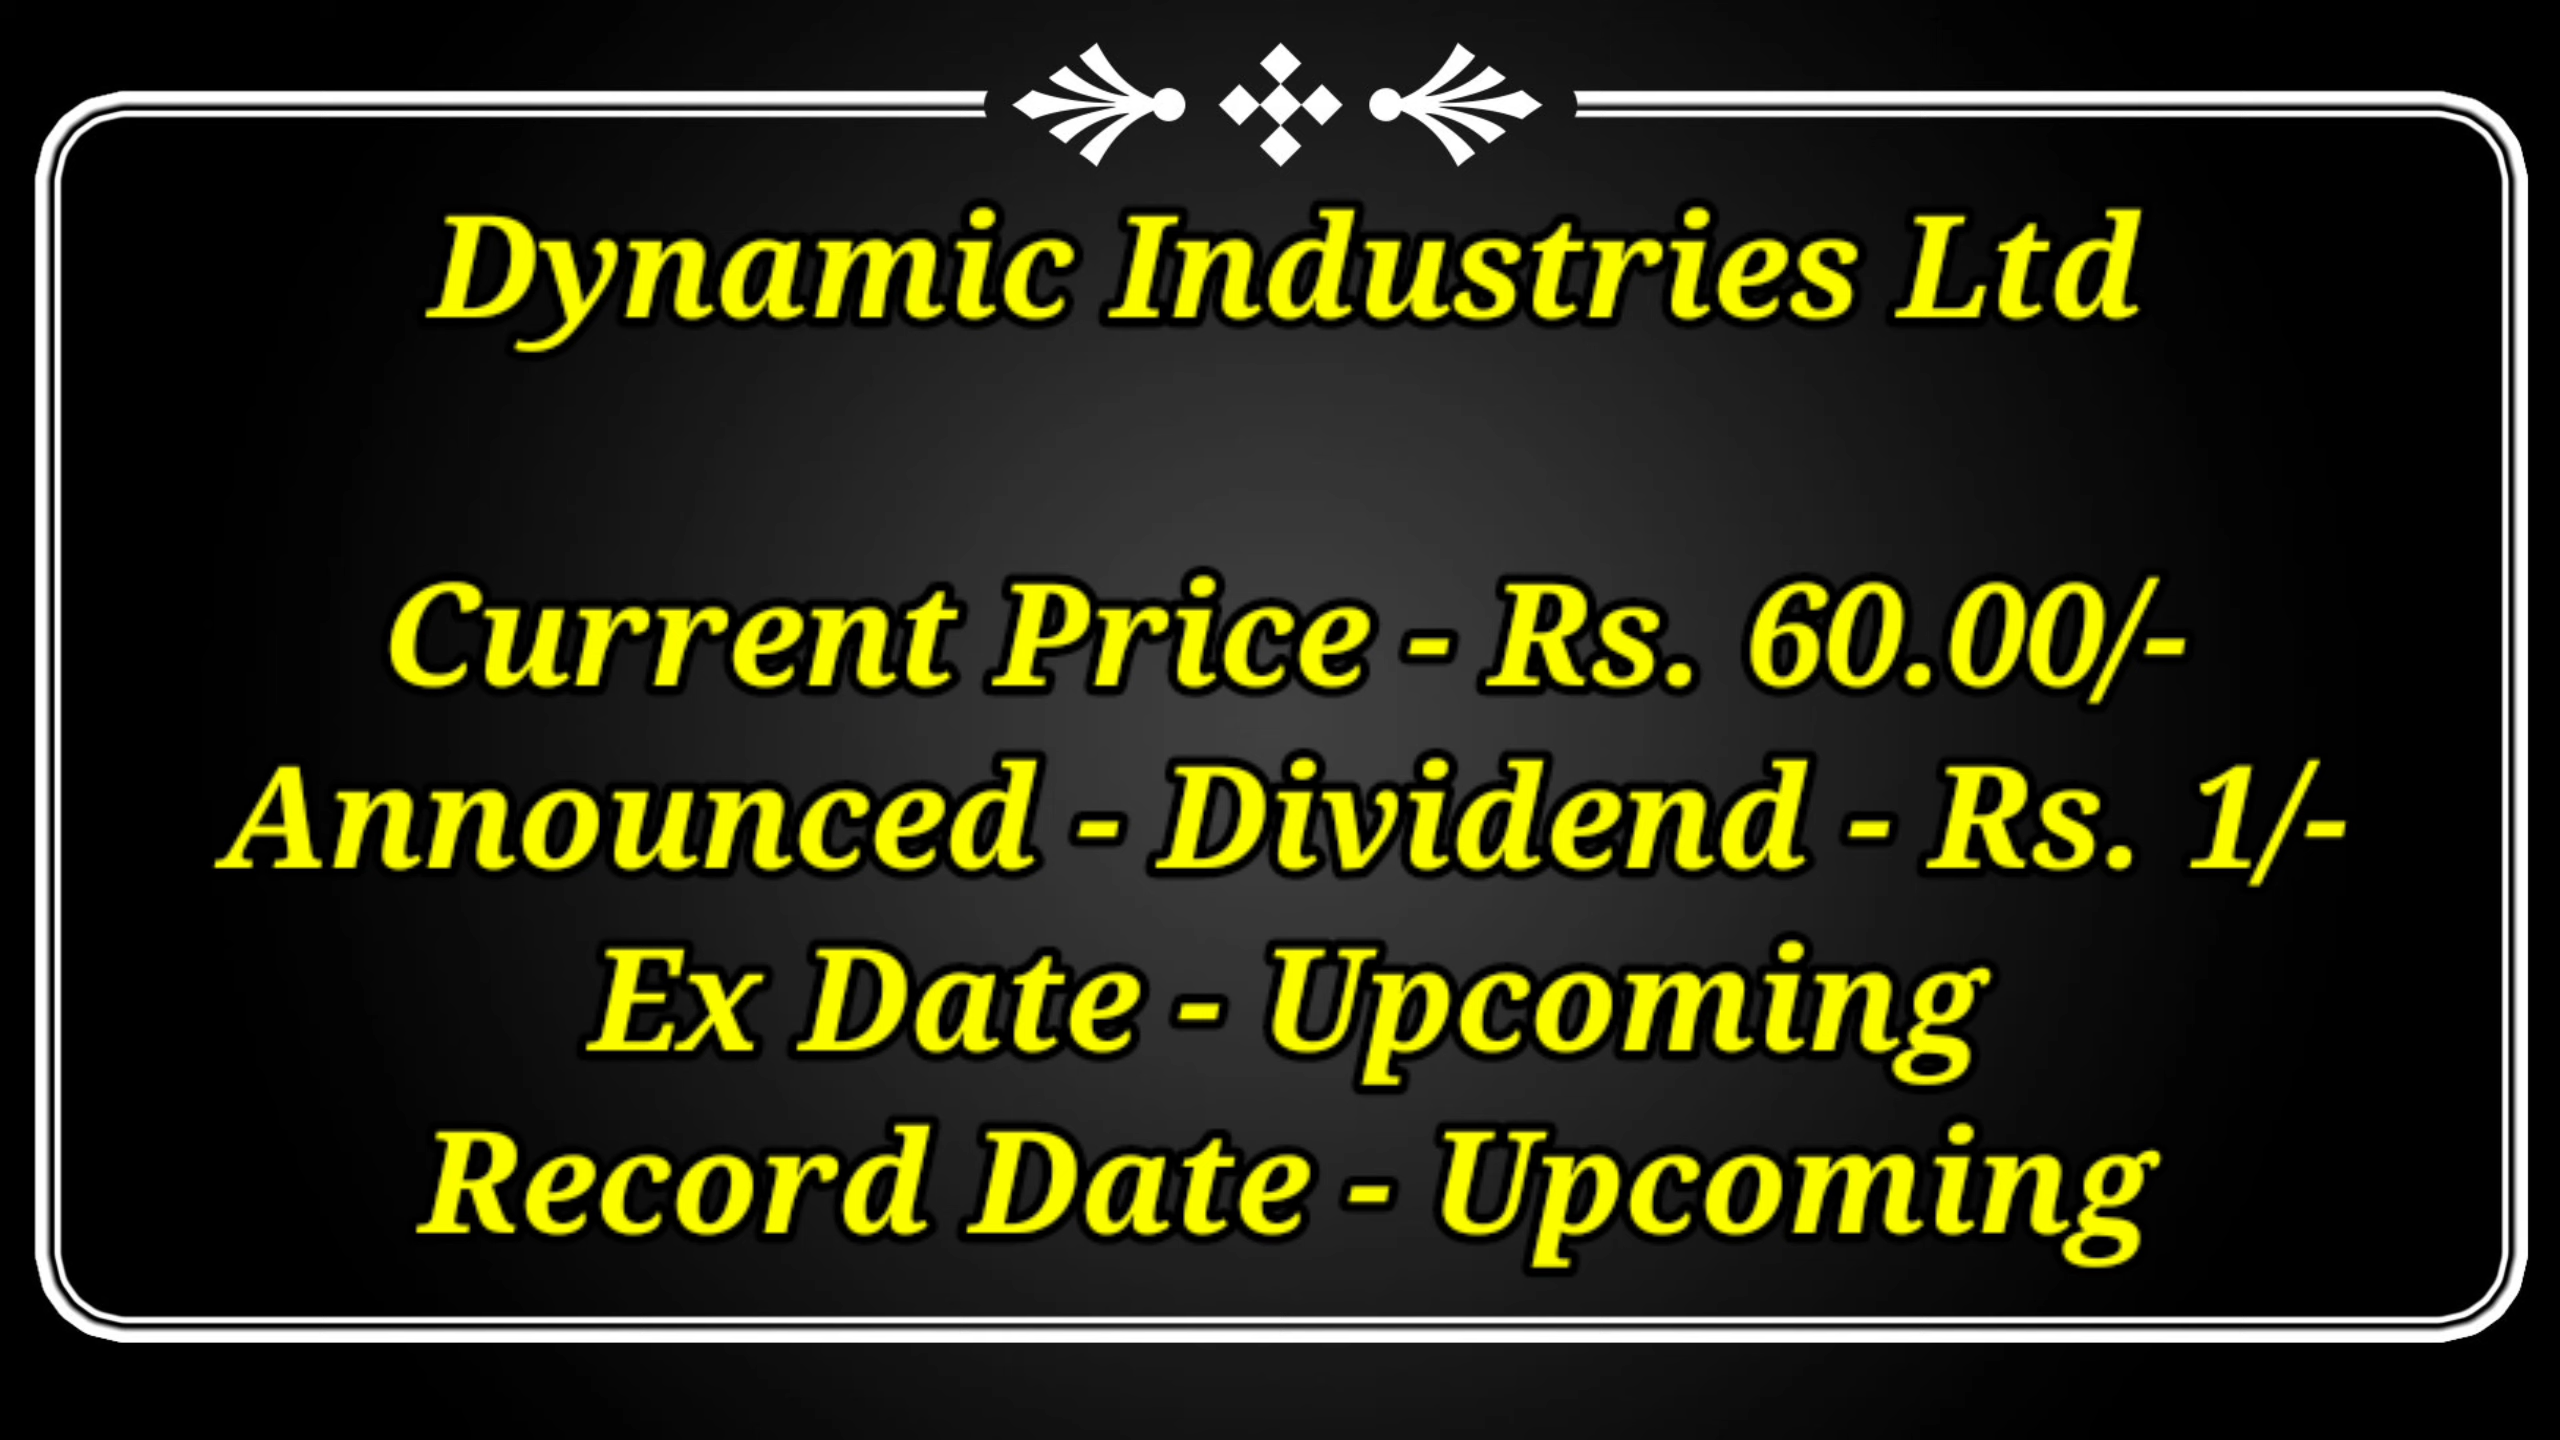 Dynamic Industries Ltd
Current Price - Rs. 60.00/-
Announced - Dividend - Rs. 1/-
Ex Date - Upcoming
Record Date - Upcoming